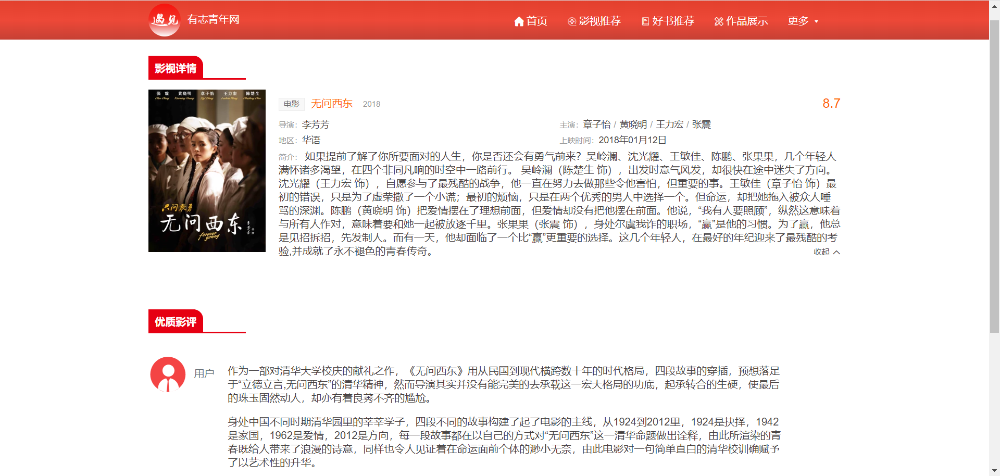 遇见 有志青年网 首页 影视推荐 好书推荐 作品展示 更多
影视详情
张震 黄晓明 章子怡 王力宏 陈楚生
Chen Chang Xiaoming Huang Ziyi Zhang Leehom Wang Chusheng Chen
只问敢勇
无问西东
李芳芳
forever young
电影 无问西东 2018 8.7
导演：李芳芳 主演：章子怡 / 黄晓明 / 王力宏 / 张震
地区：华语 上映时间：2018年01月12日
简介： 如果提前了解了你所要面对的人生，你是否还会有勇气前来？吴岭澜、沈光耀、王敏佳、陈鹏、张果果，几个年轻人
满怀诸多渴望，在四个非同凡响的时空中一路前行。 吴岭澜（陈楚生 饰），出发时意气风发，却很快在途中迷失了方向。
沈光耀（王力宏 饰），自愿参与了最残酷的战争，他一直在努力去做那些令他害怕，但重要的事。王敏佳（章子怡 饰）最
初的错误，只是为了虚荣撒了一个小谎；最初的烦恼，只是在两个优秀的男人中选择一个。但命运，却把她拖入被众人唾
骂的深渊。陈鹏（黄晓明 饰）把爱情摆在了理想前面，但爱情却没有把他摆在前面。他说，“我有人要照顾”，纵然这意味着
与所有人作对，意味着要和她一起被放逐千里。张果果（张震 饰），身处尔虞我诈的职场，“赢”是他的习惯。为了赢，他总
是见招拆招，先发制人。而有一天，他却面临了一个比“赢”更重要的选择。这几个年轻人，在最好的年纪迎来了最残酷的考
验,并成就了永不褪色的青春传奇。 收起
优质影评
用户
作为一部对清华大学校庆的献礼之作，《无问西东》用从民国到现代横跨数十年的时代格局，四段故事的穿插，预想落足
于“立德立言,无问西东”的清华精神，然而导演其实并没有能完美的去承载这一宏大格局的功底，起承转合的生硬，使最后
的珠玉固然动人，却亦有着良莠不齐的尴尬。
身处中国不同时期清华园里的莘莘学子，四段不同的故事构建了起了电影的主线，从1924到2012里，1924是抉择，1942
是家国，1962是爱情，2012是方向，每一段故事都在以自己的方式对“无问西东”这一清华命题做出诠释，由此所渲染的青
春既给人带来了浪漫的诗意，同样也令人见证着在命运面前个体的渺小无奈，由此电影对一句简单直白的清华校训确赋予
了以艺术性的升华。